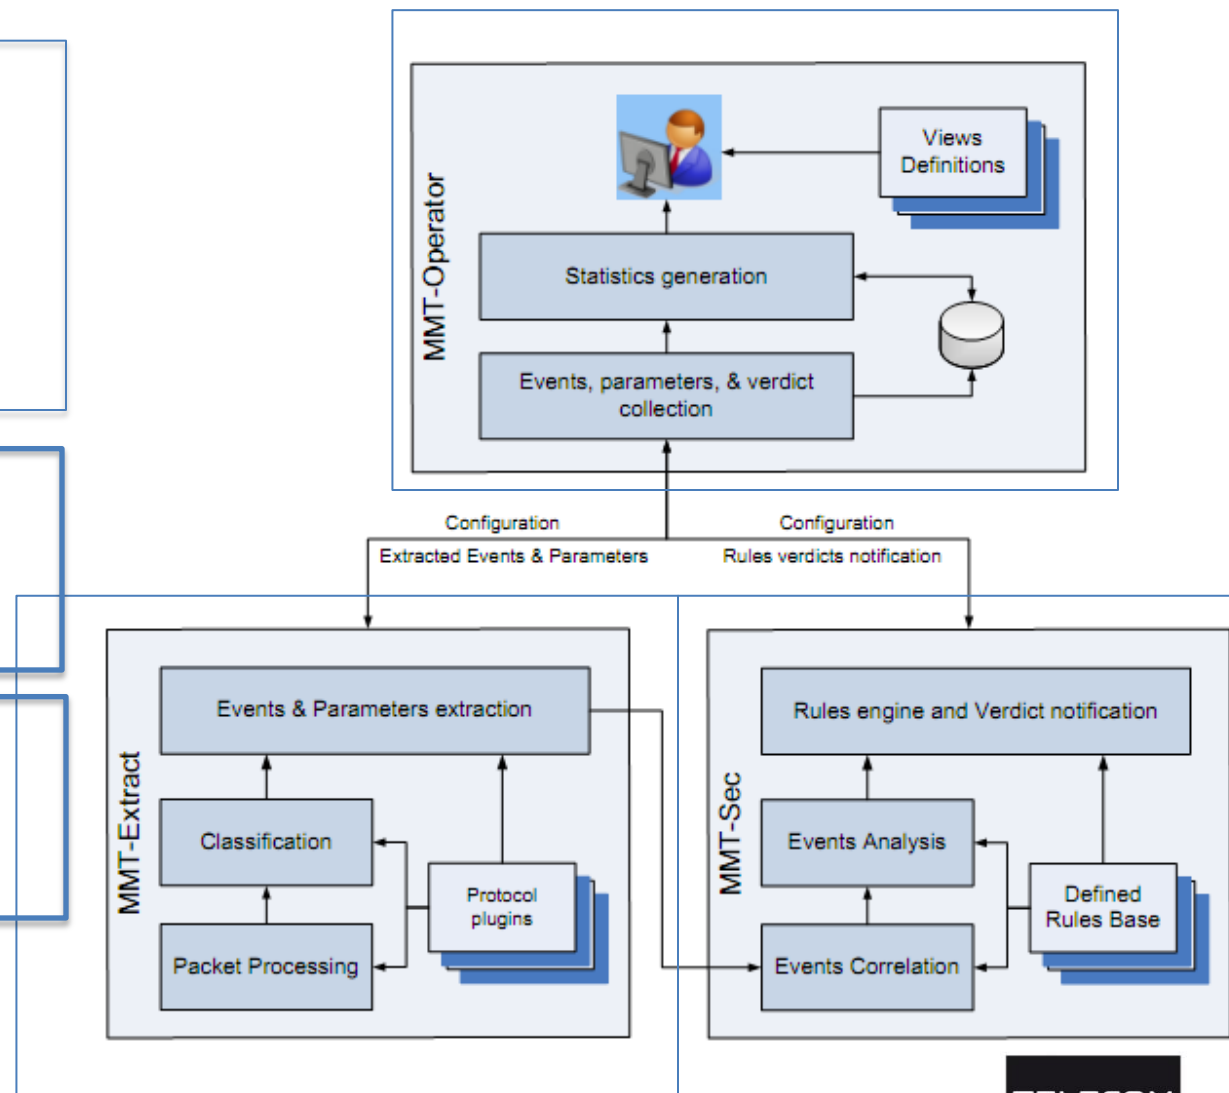 MMT-Operator
Views
Definitions
Statistics generation
Events, parameters, & verdict
collection
Configuration
Extracted Events & Parameters
Configuration
Rules verdicts notification
MMT-Extract
Events & Parameters extraction
Classification
Protocol
plugins
Packet Processing
MMT-Sec
Rules engine and Verdict notification
Events Analysis
Defined
Rules Base
Events Correlation